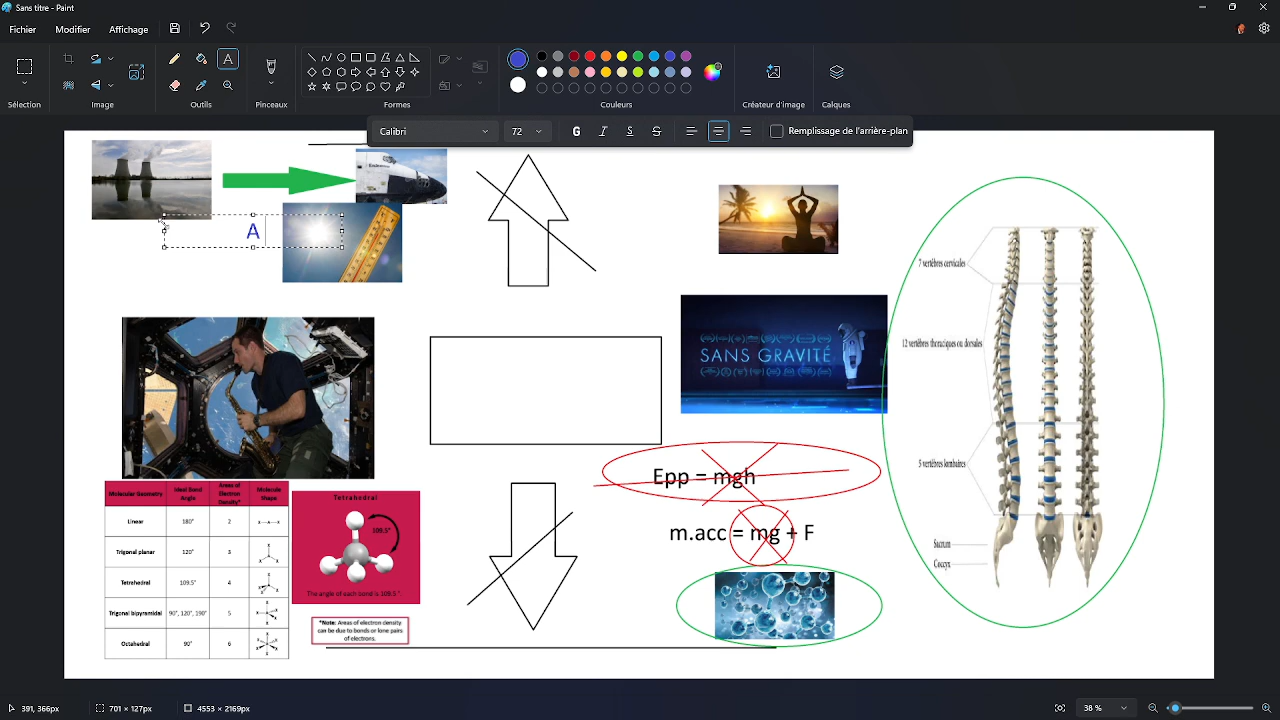 Sans titre - Paint
Fichier Modifier Affichage
Sélection
Image
Outils
Pinceaux
Formes
Couleurs
Créateur d'image
Calques
Calibri 72 G I S S Remplissage de l'arrière-plan
Endeavour
A
7 vertèbres cervicales
12 vertèbres thoraciques ou dorsales
5 vertèbres lombaires
Sacrum
Coccyx
SANS GRAVITÉ
Epp = mgh
m.acc = mg + F
Molecular Geometry Ideal Bond Angle Areas of Electron Density* Molecule Shape
Linear 180° 2 X—A—X
Trigonal planar 120° 3
Tetrahedral 109.5° 4
Trigonal bipyramidal 90°, 120°, 190° 5
Octahedral 90° 6
Tetrahedral
109.5°
The angle of each bond is 109.5 °.
*Note: Areas of electron density
can be due to bonds or lone pairs
of electrons.
391, 366px 701 × 127px 4553 × 2169px 38 %